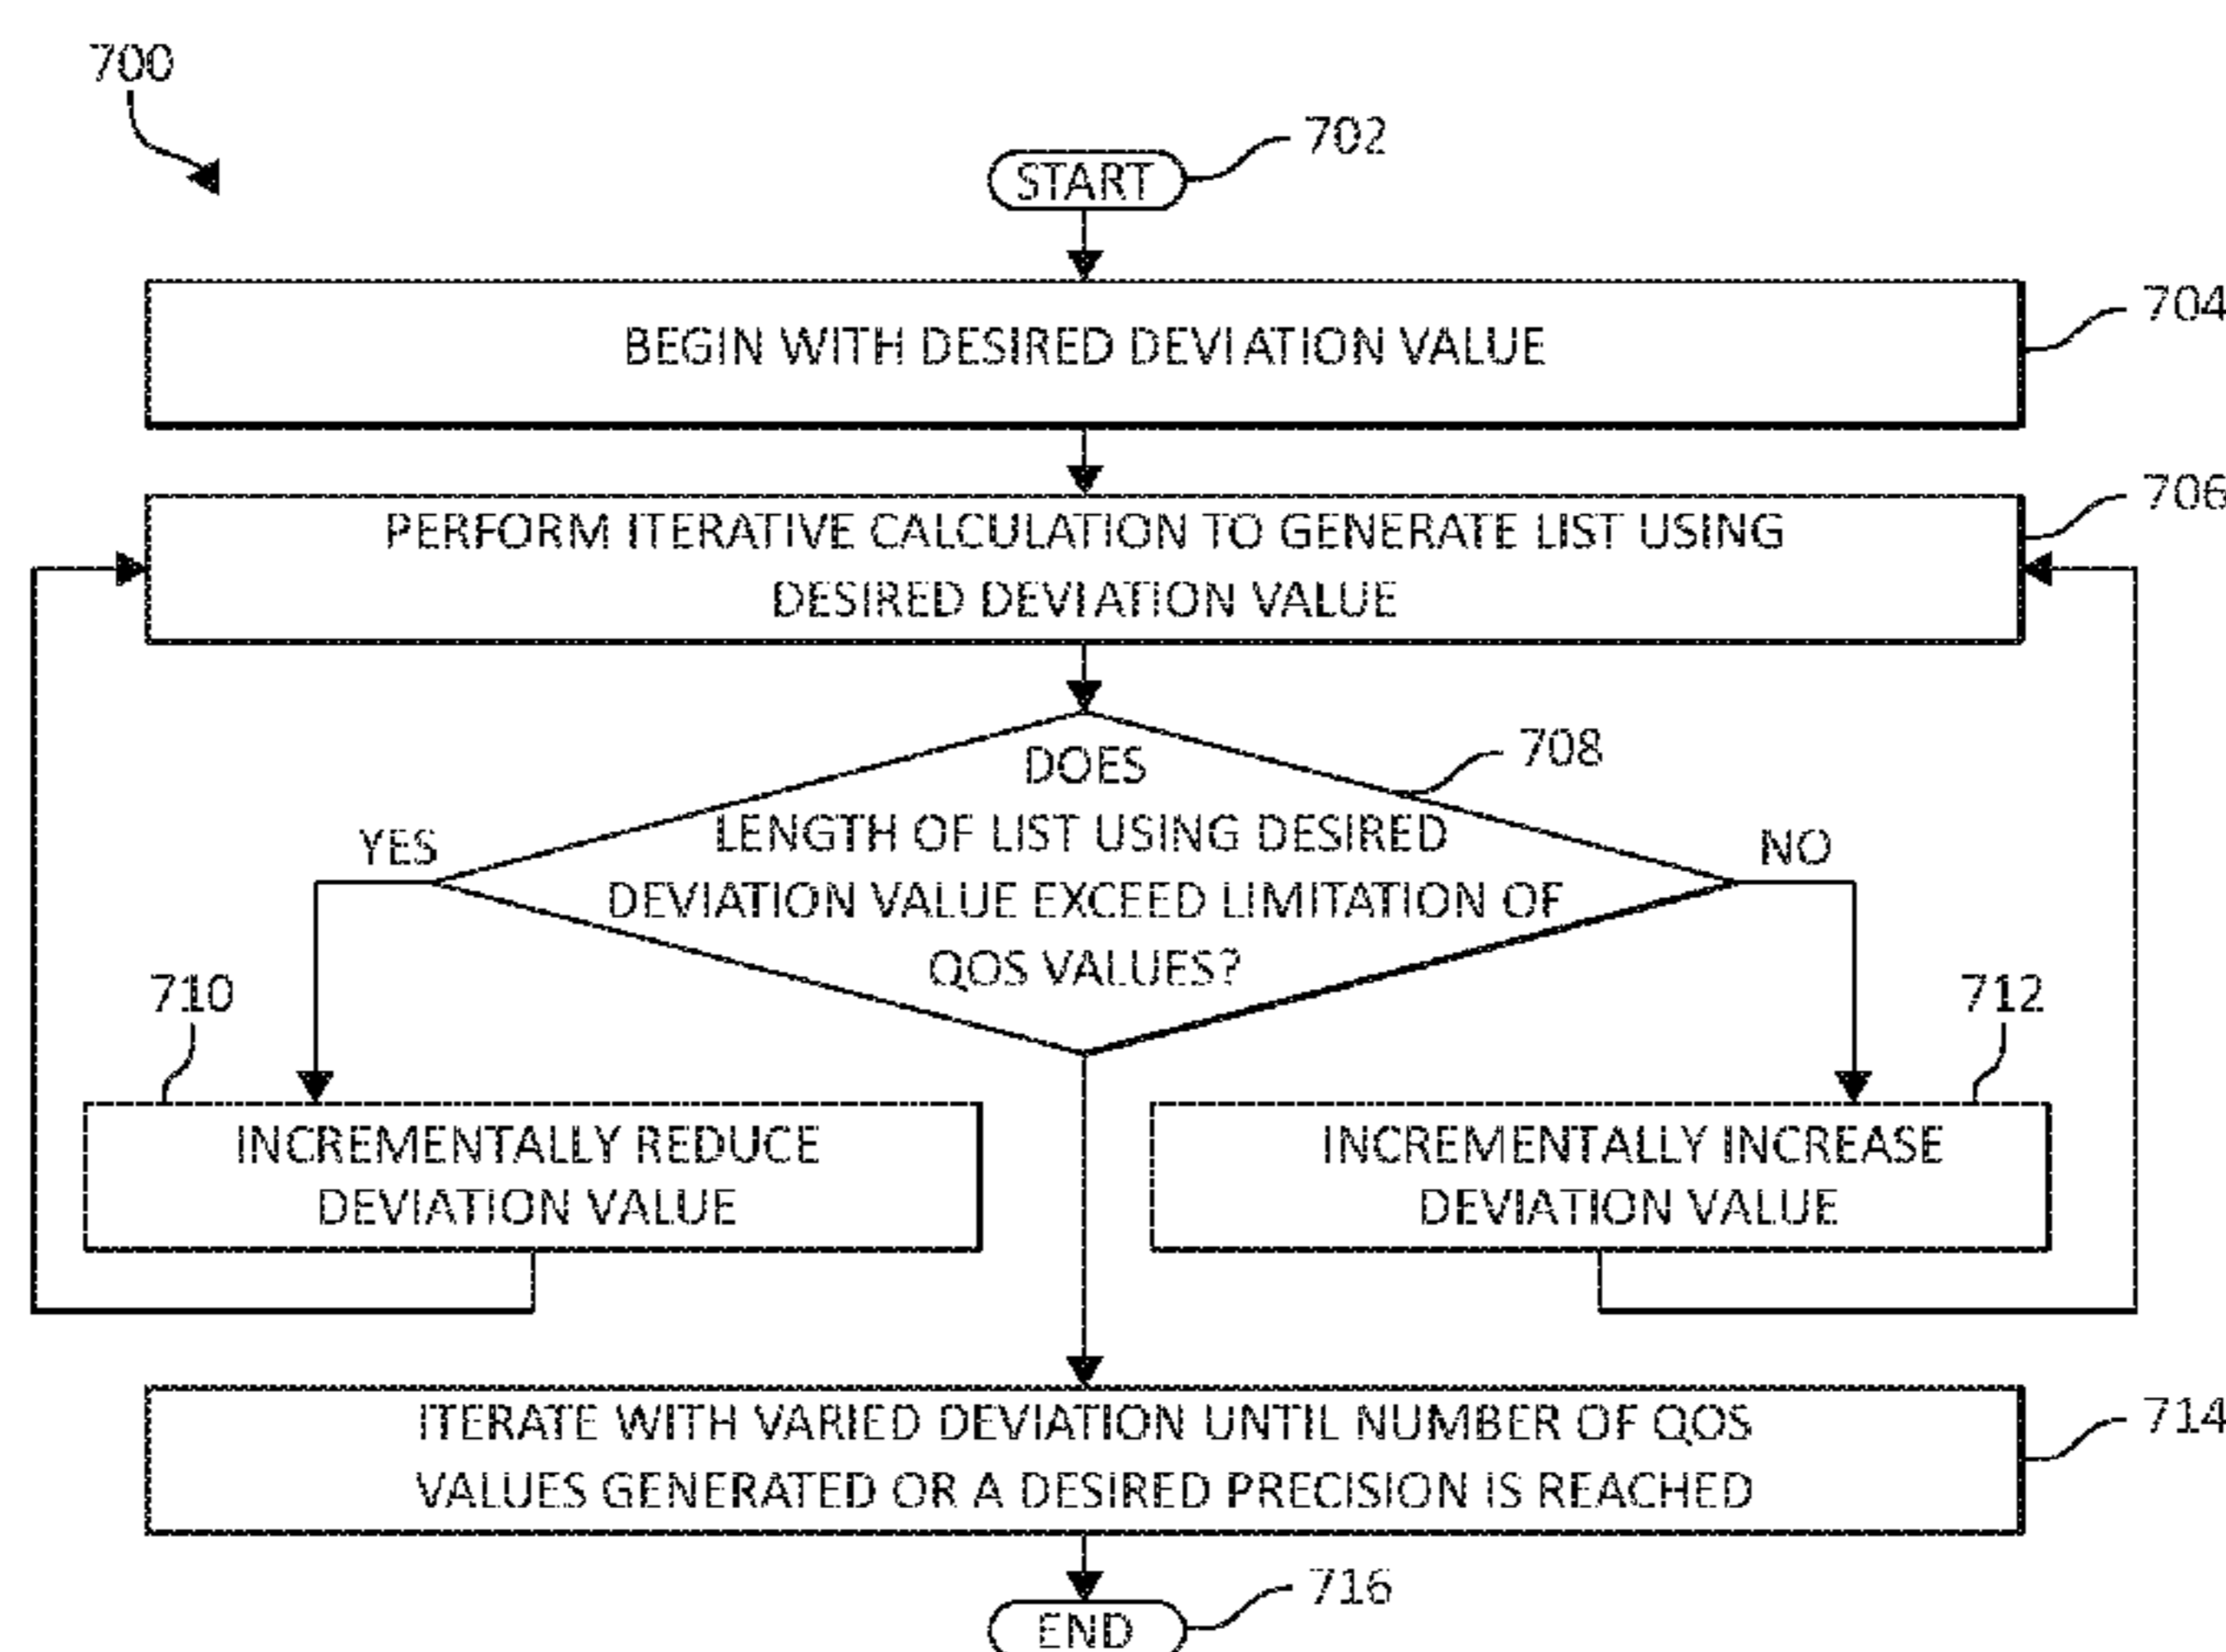 700
702
START
704
BEGIN WITH DESIRED DEVIATION VALUE
706
PERFORM ITERATIVE CALCULATION TO GENERATE LIST USING
DESIRED DEVIATION VALUE
708
DOES
LENGTH OF LIST USING DESIRED
DEVIATION VALUE EXCEED LIMITATION OF
QOS VALUES?
YES
NO
710
INCREMENTALLY REDUCE
DEVIATION VALUE
712
INCREMENTALLY INCREASE
DEVIATION VALUE
714
ITERATE WITH VARIED DEVIATION UNTIL NUMBER OF QOS
VALUES GENERATED OR A DESIRED PRECISION IS REACHED
716
END